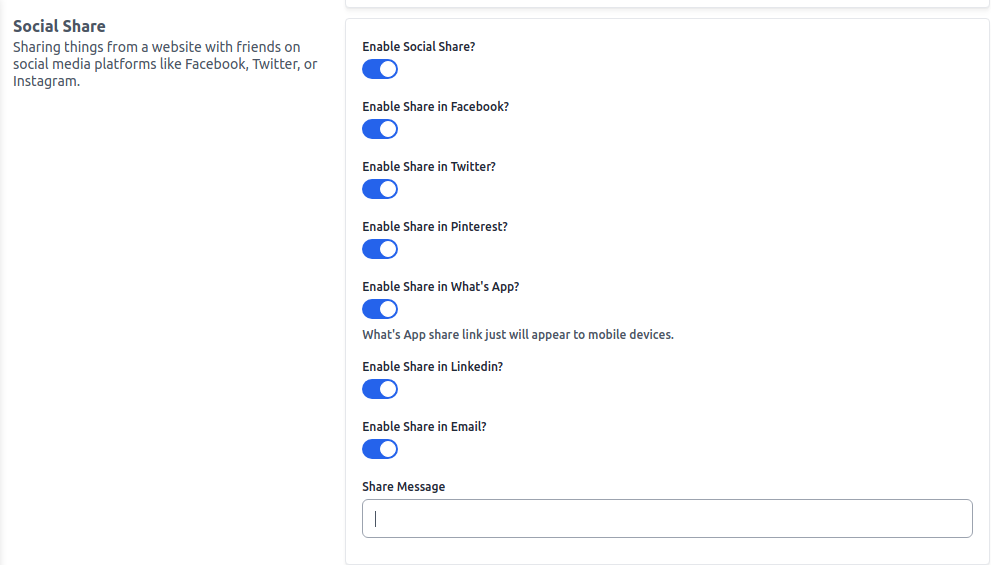 Social Share
Sharing things from a website with friends on
social media platforms like Facebook, Twitter, or
Instagram.
Enable Social Share?
Enable Share in Facebook?
Enable Share in Twitter?
Enable Share in Pinterest?
Enable Share in What's App?
What's App share link just will appear to mobile devices.
Enable Share in Linkedin?
Enable Share in Email?
Share Message